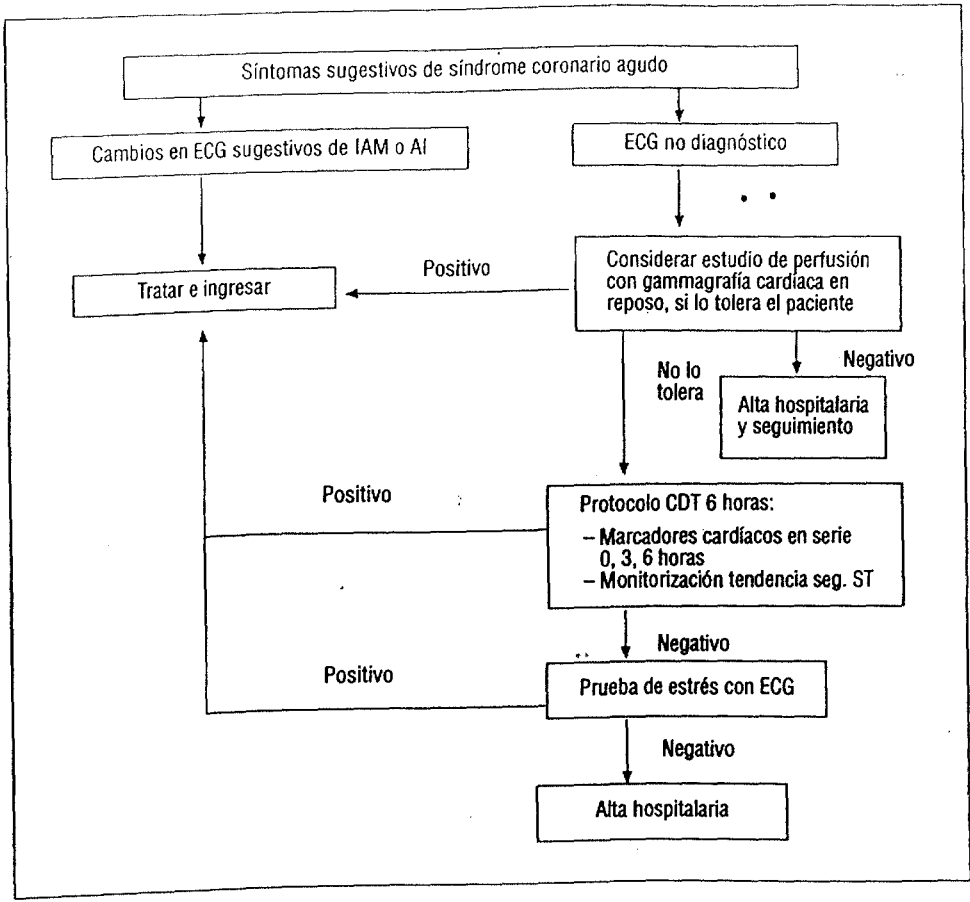 Síntomas sugestivos de síndrome coronario agudo
Cambios en ECG sugestivos de IAM o AI
ECG no diagnóstico
Tratar e ingresar
Positivo
Considerar estudio de perfusión
con gammagrafía cardíaca en
reposo, si lo tolera el paciente
No lo
tolera
Negativo
Alta hospitalaria
y seguimiento
Positivo
Protocolo CDT 6 horas:
– Marcadores cardíacos en serie
0, 3, 6 horas
– Monitorización tendencia seg. ST
Negativo
Positivo
Prueba de estrés con ECG
Negativo
Alta hospitalaria